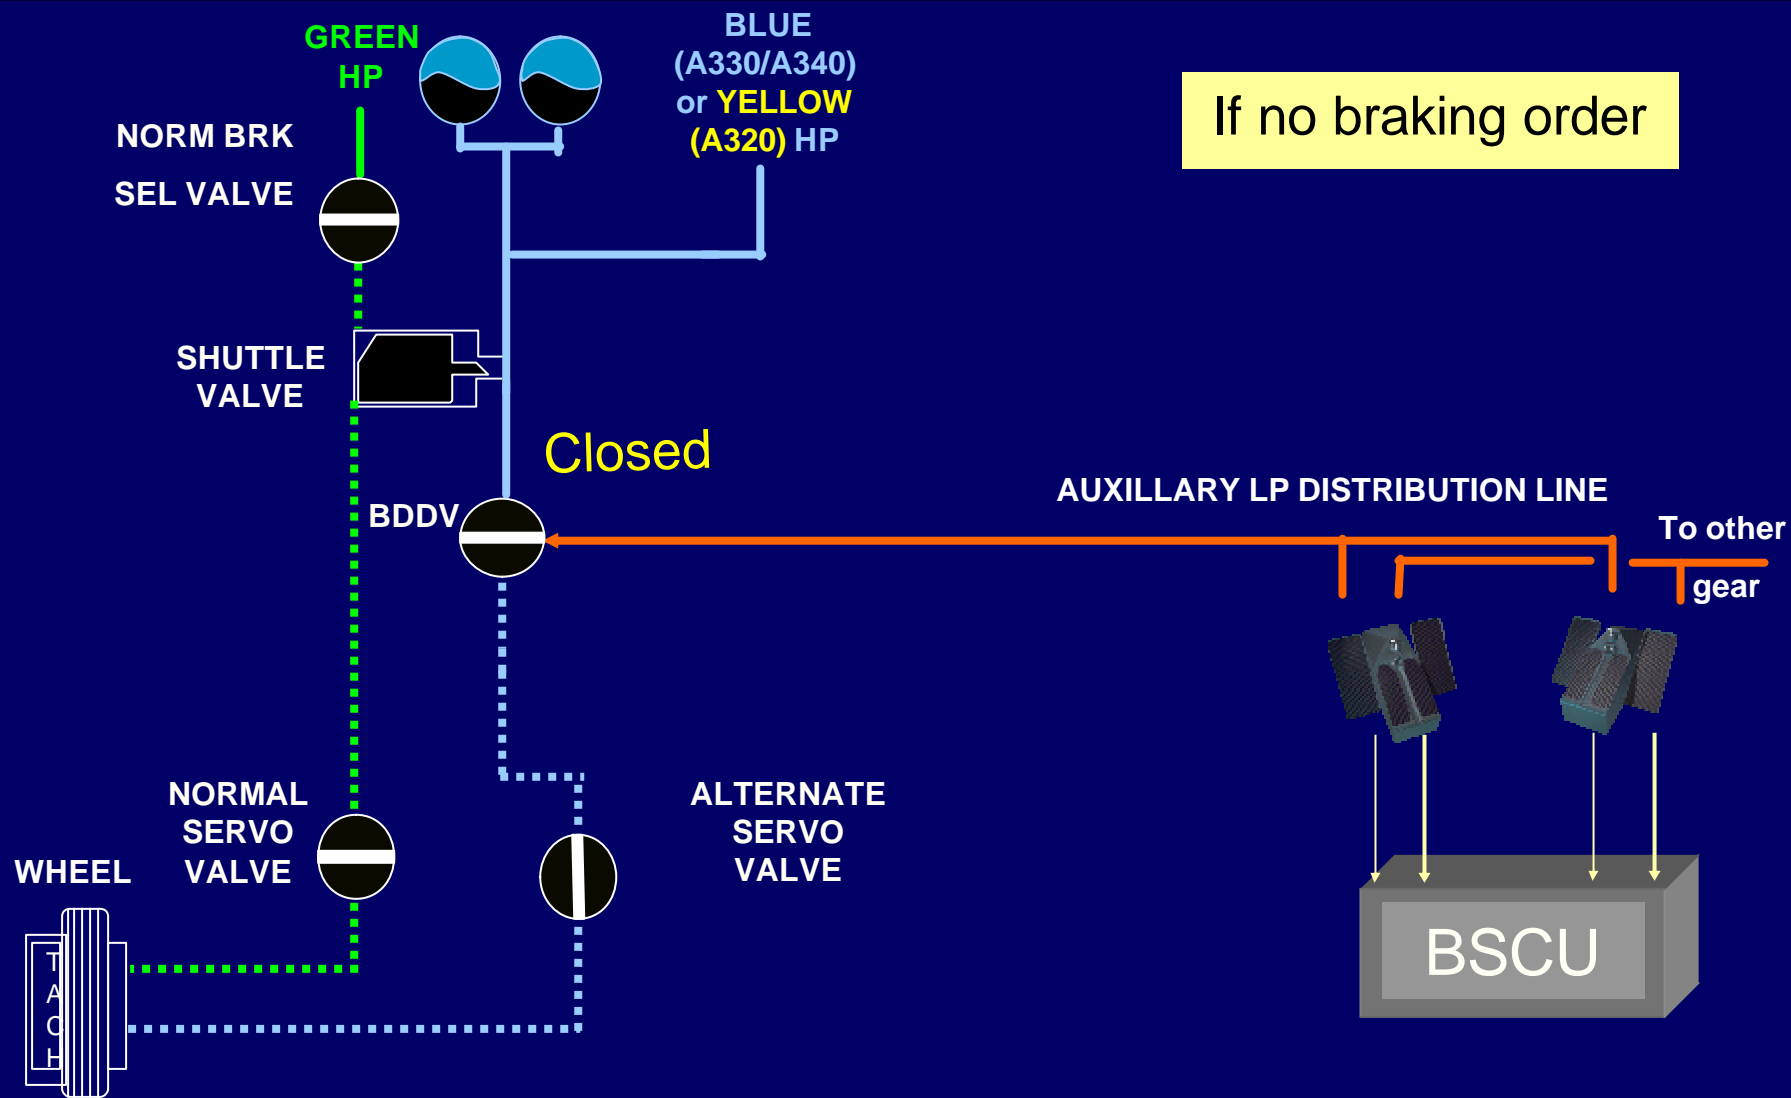 GREEN
HP
BLUE
(A330/A340)
or YELLOW
(A320) HP
If no braking order
NORM BRK
SEL VALVE
SHUTTLE
VALVE
Closed
BDDV
AUXILLARY LP DISTRIBUTION LINE
To other
gear
NORMAL
SERVO
VALVE
ALTERNATE
SERVO
VALVE
WHEEL
T
A
C
H
BSCU